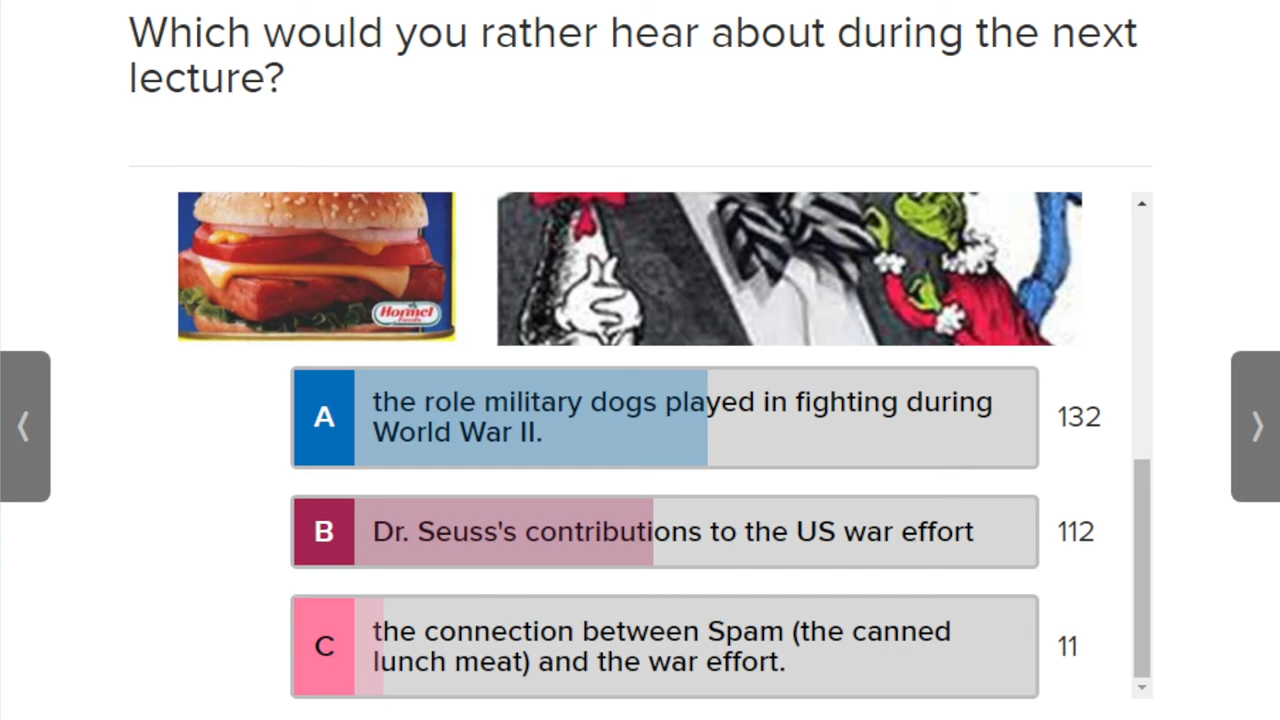 Which would you rather hear about during the next
lecture?
Hormel
Foods
A
the role military dogs played in fighting during
World War II.
132
B
Dr. Seuss's contributions to the US war effort
112
C
the connection between Spam (the canned
lunch meat) and the war effort.
11